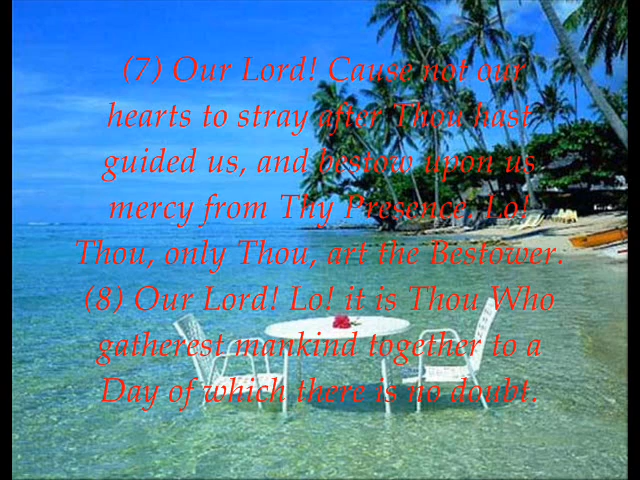 (7) Our Lord! Cause not our
hearts to stray after Thou hast
guided us, and bestow upon us
mercy from Thy Presence. Lo!
Thou, only Thou, art the Bestower.
(8) Our Lord! Lo! it is Thou Who
gatherest mankind together to a
Day of which there is no doubt.